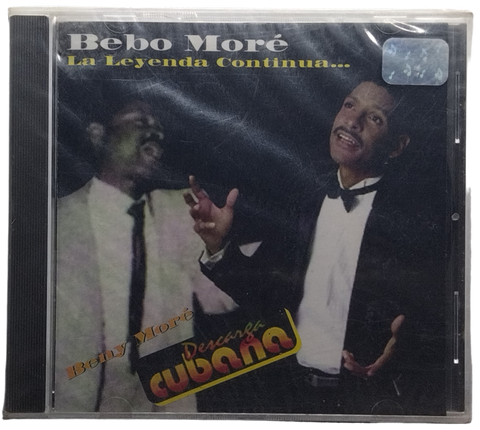 Bebo Moré
La Leyenda Continua...
Beny Moré
Descarga
cubana